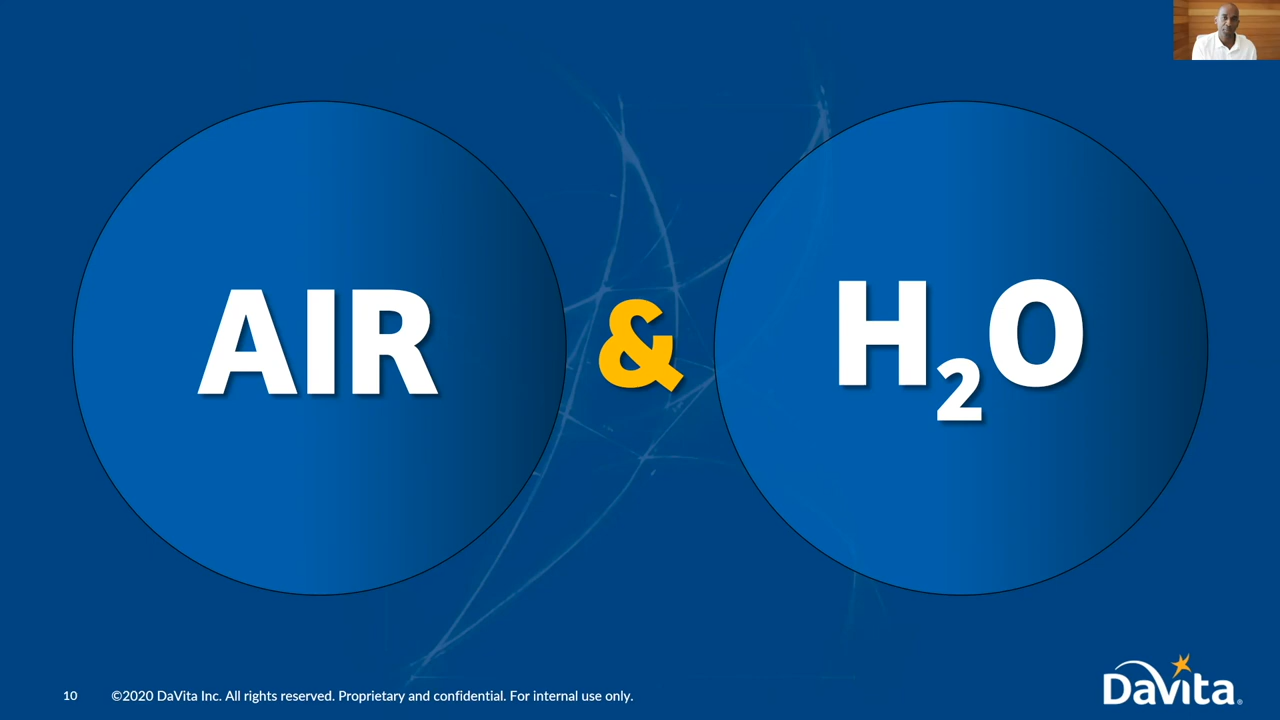 AIR
&
H₂O
10 ©2020 DaVita Inc. All rights reserved. Proprietary and confidential. For internal use only.
DaVita®